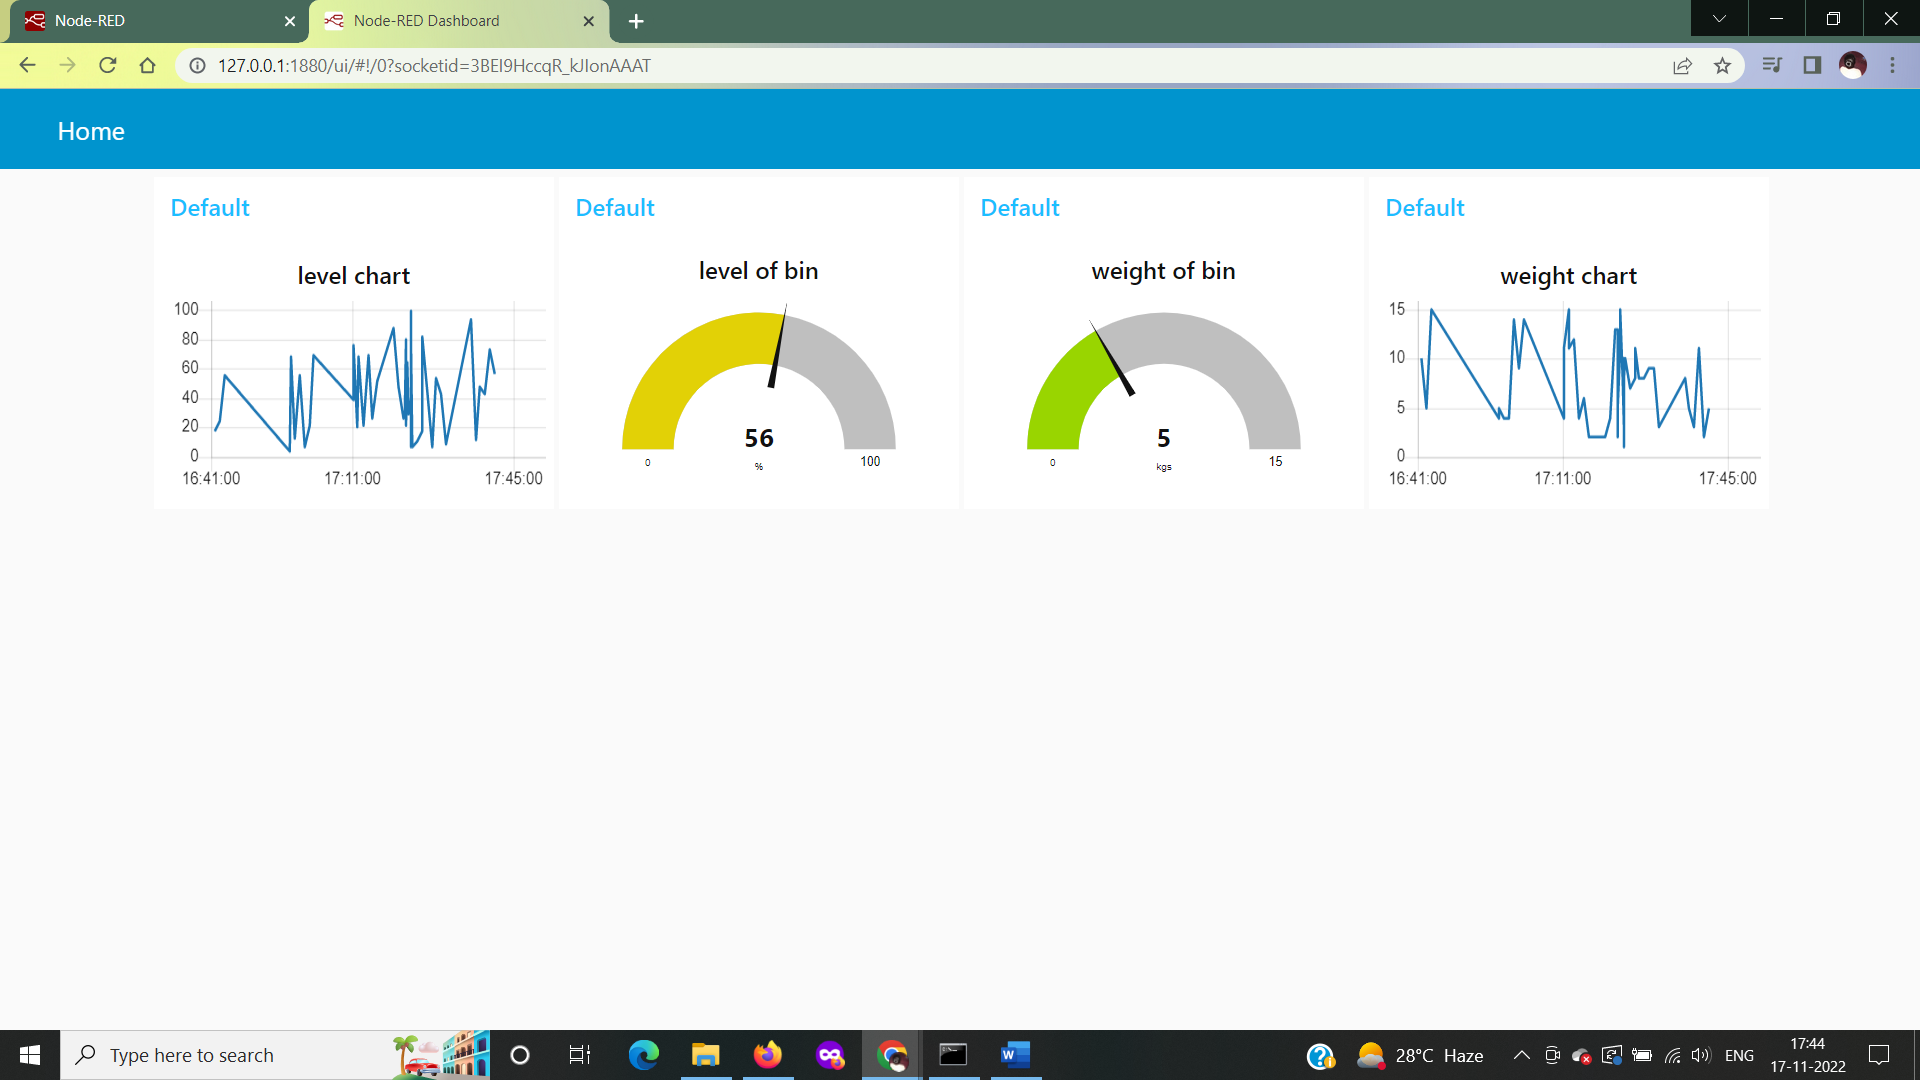 Node-RED
Node-RED Dashboard
127.0.0.1:1880/ui/#!/0?socketid=3BEI9HccqR_kJIonAAAT
Home
Default
level chart
100
80
60
40
20
0
16:41:00 17:11:00 17:45:00
Default
level of bin
56
0 % 100
Default
weight of bin
5
0 kgs 15
Default
weight chart
15
10
5
0
16:41:00 17:11:00 17:45:00
Type here to search
28°C Haze
ENG
17:44
17-11-2022